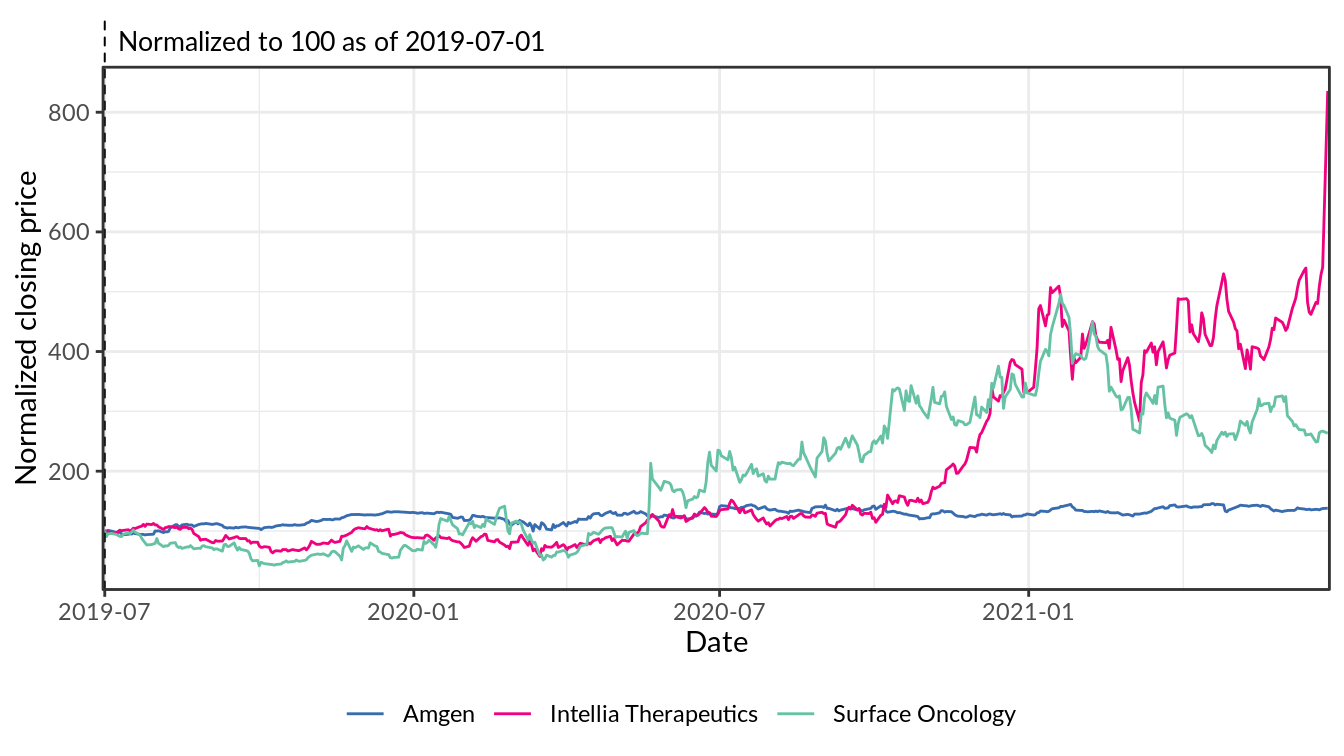 Normalized to 100 as of 2019-07-01
Normalized closing price
800
600
400
200
2019-07
2020-01
2020-07
2021-01
Date
Amgen
Intellia Therapeutics
Surface Oncology